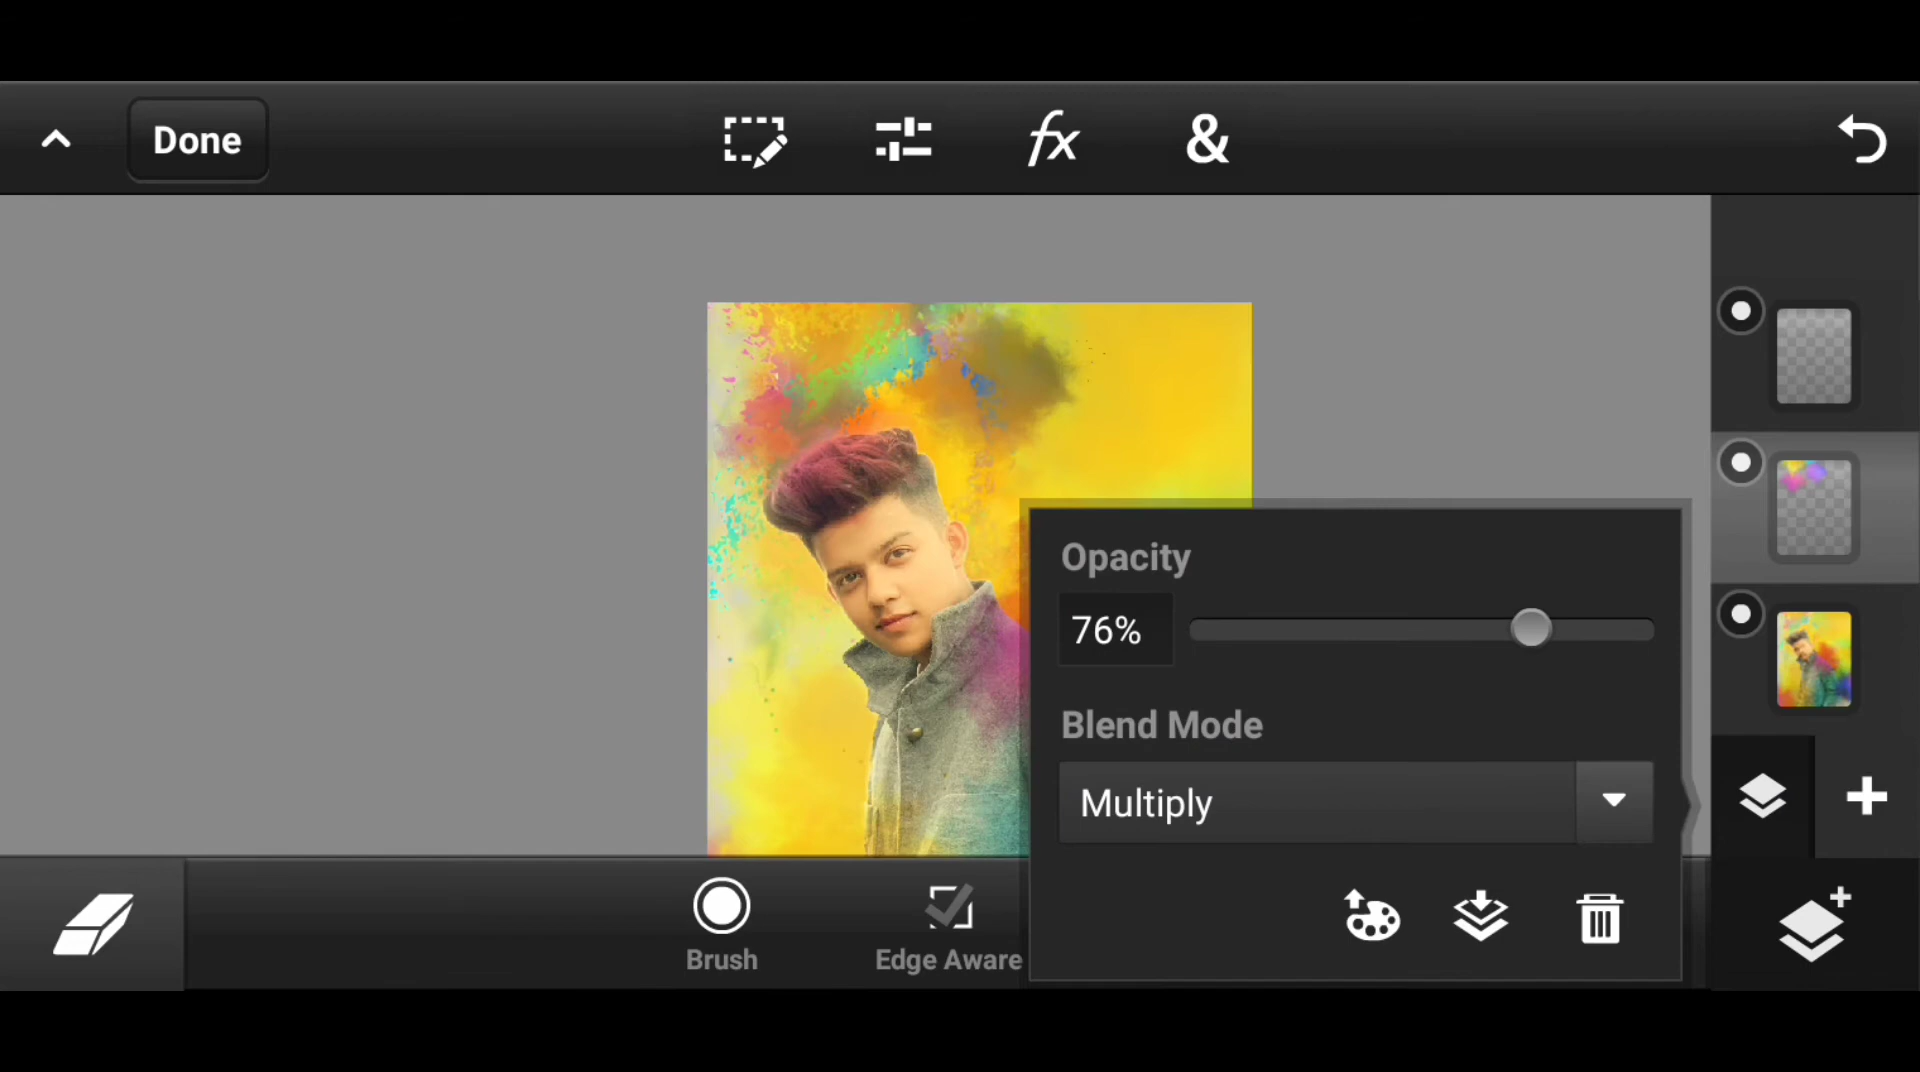 Done
fx
&
Opacity
76%
Blend Mode
Multiply
Brush
Edge Aware